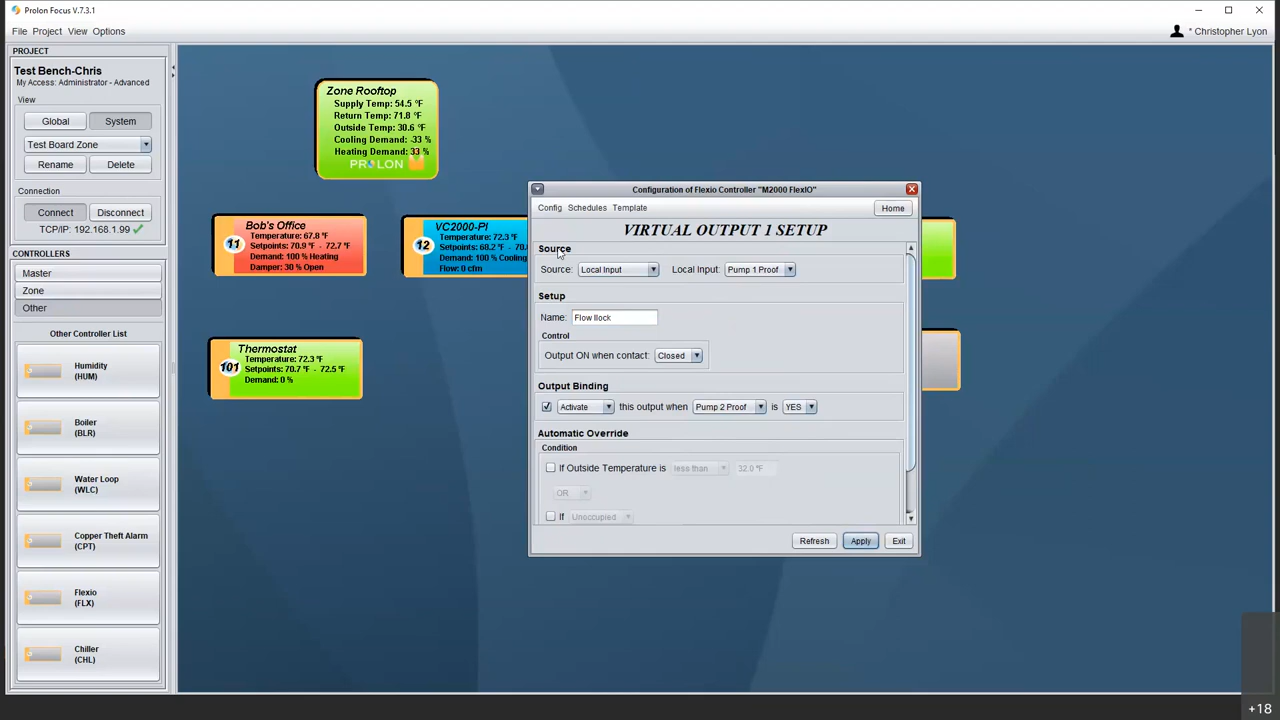 Prolon Focus V.7.3.1
File Project View Options
* Christopher Lyon
PROJECT
Test Bench-Chris
My Access: Administrator - Advanced
View
Global System
Test Board Zone
Rename Delete
Connection
Connect Disconnect
TCP/IP: 192.168.1.99
CONTROLLERS
Master
Zone
Other
Other Controller List
Humidity
(HUM)
Boiler
(BLR)
Water Loop
(WLC)
Copper Theft Alarm
(CPT)
Flexio
(FLX)
Chiller
(CHL)
Zone Rooftop
Supply Temp: 54.5 °F
Return Temp: 71.8 °F
Outside Temp: 30.6 °F
Cooling Demand: -33 %
Heating Demand: 33 %
PROLON
11
Bob's Office
Temperature: 67.8 °F
Setpoints: 70.9 °F - 72.7 °F
Demand: 100 % Heating
Damper: 30 % Open
12
VC2000-PI
Temperature: 72.3 °F
Setpoints: 68.2 °F - 70.
Demand: 100 % Cooling
Flow: 0 cfm
101
Thermostat
Temperature: 72.3 °F
Setpoints: 70.7 °F - 72.5 °F
Demand: 0 %
Configuration of Flexio Controller "M2000 FlexIO"
Config Schedules Template Home
VIRTUAL OUTPUT 1 SETUP
Source
Source: Local Input Local Input: Pump 1 Proof
Setup
Name: Flow Ilock
Control
Output ON when contact: Closed
Output Binding
Activate this output when Pump 2 Proof is YES
Automatic Override
Condition
If Outside Temperature is less than 32.0 °F
OR
If Unoccupied
Refresh Apply Exit
+18